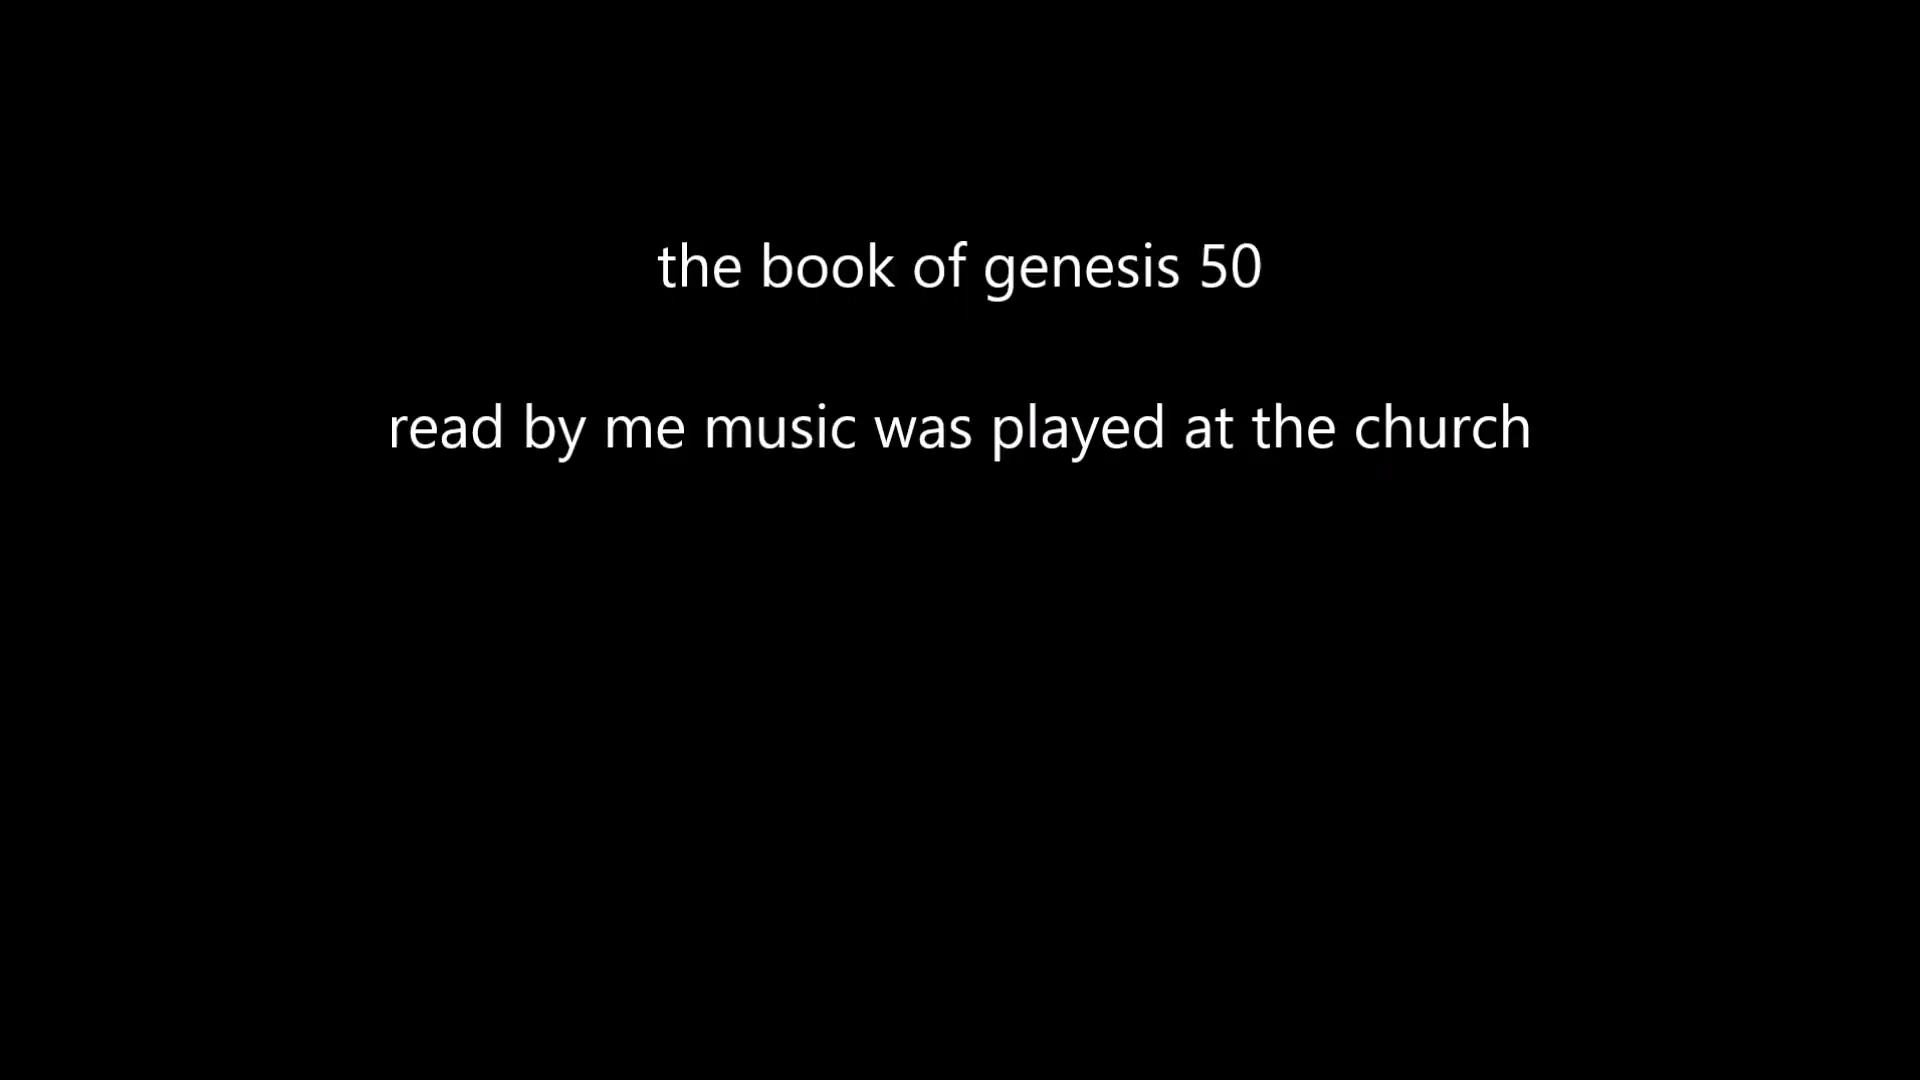 the book of genesis 50
read by me music was played at the church